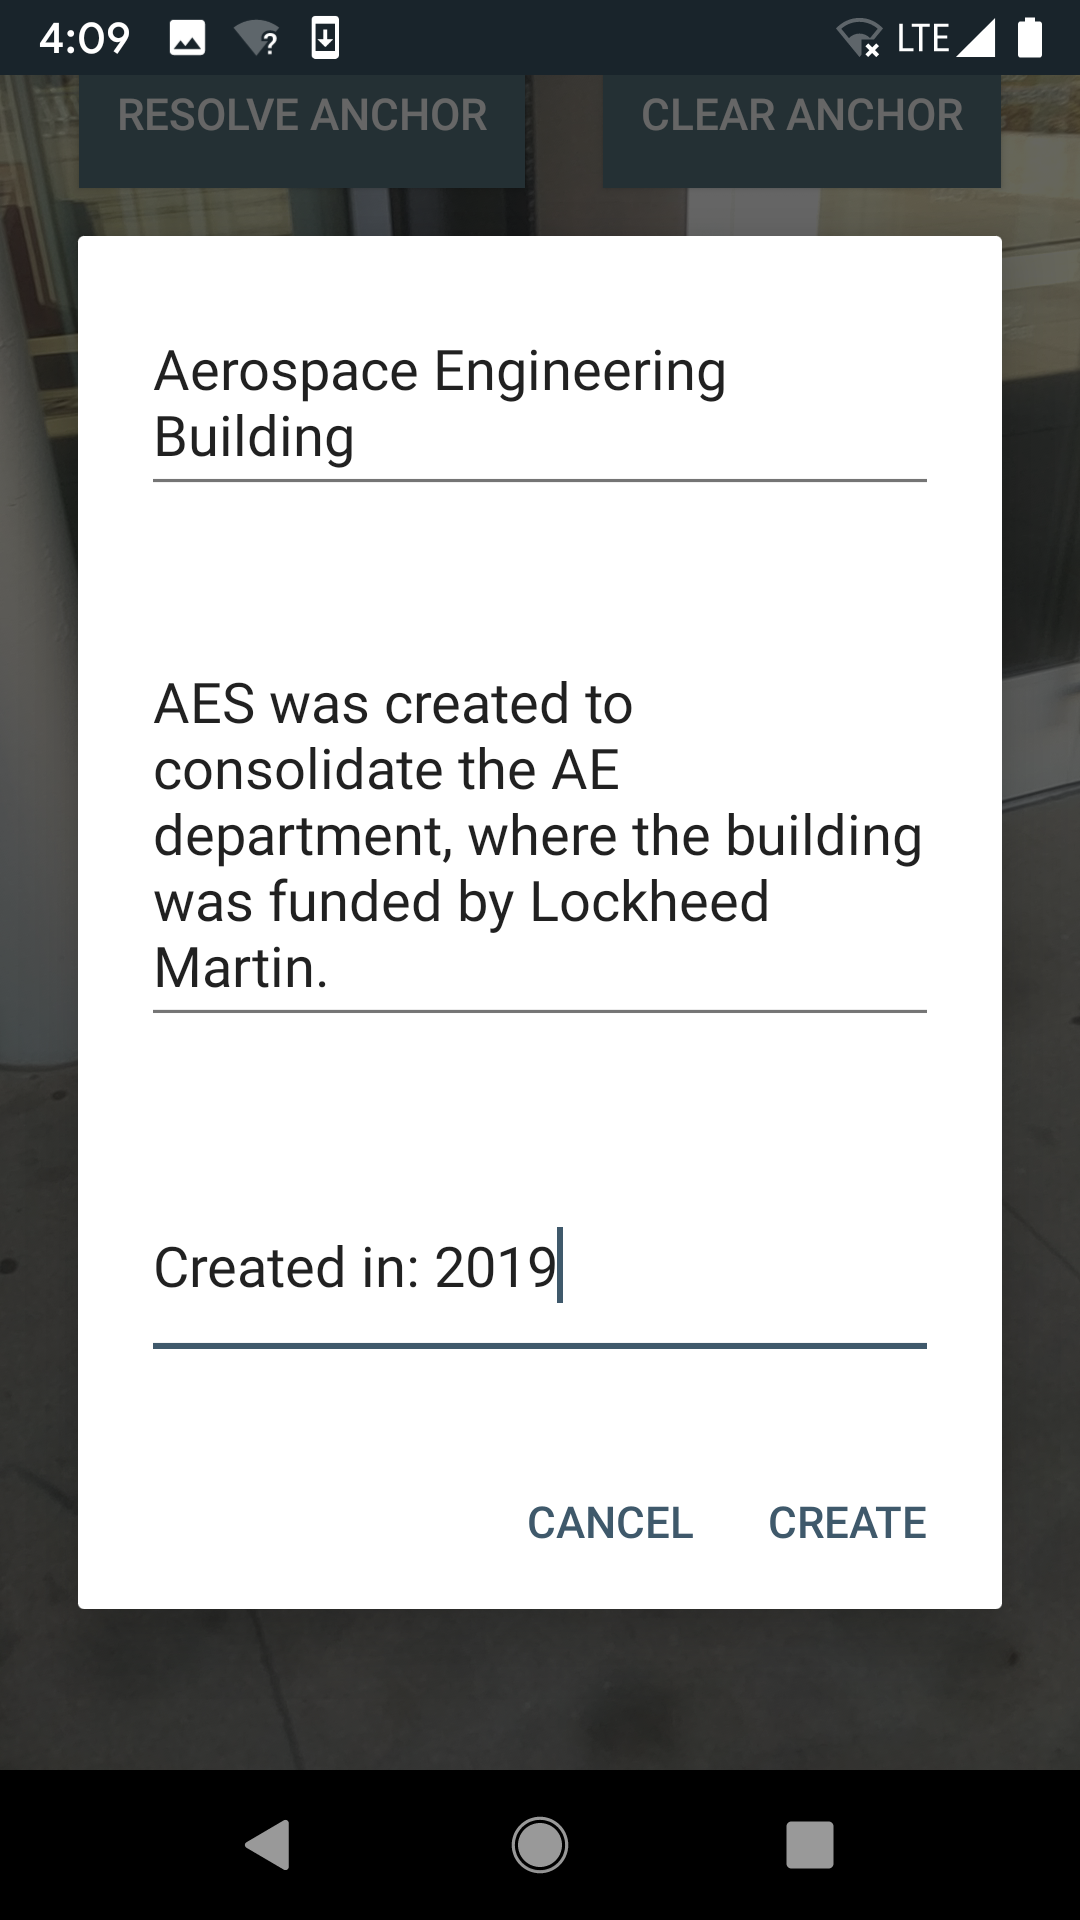 4:09 ? LTE
RESOLVE ANCHOR CLEAR ANCHOR
Aerospace Engineering
Building
AES was created to
consolidate the AE
department, where the building
was funded by Lockheed
Martin.
Created in: 2019
CANCEL CREATE